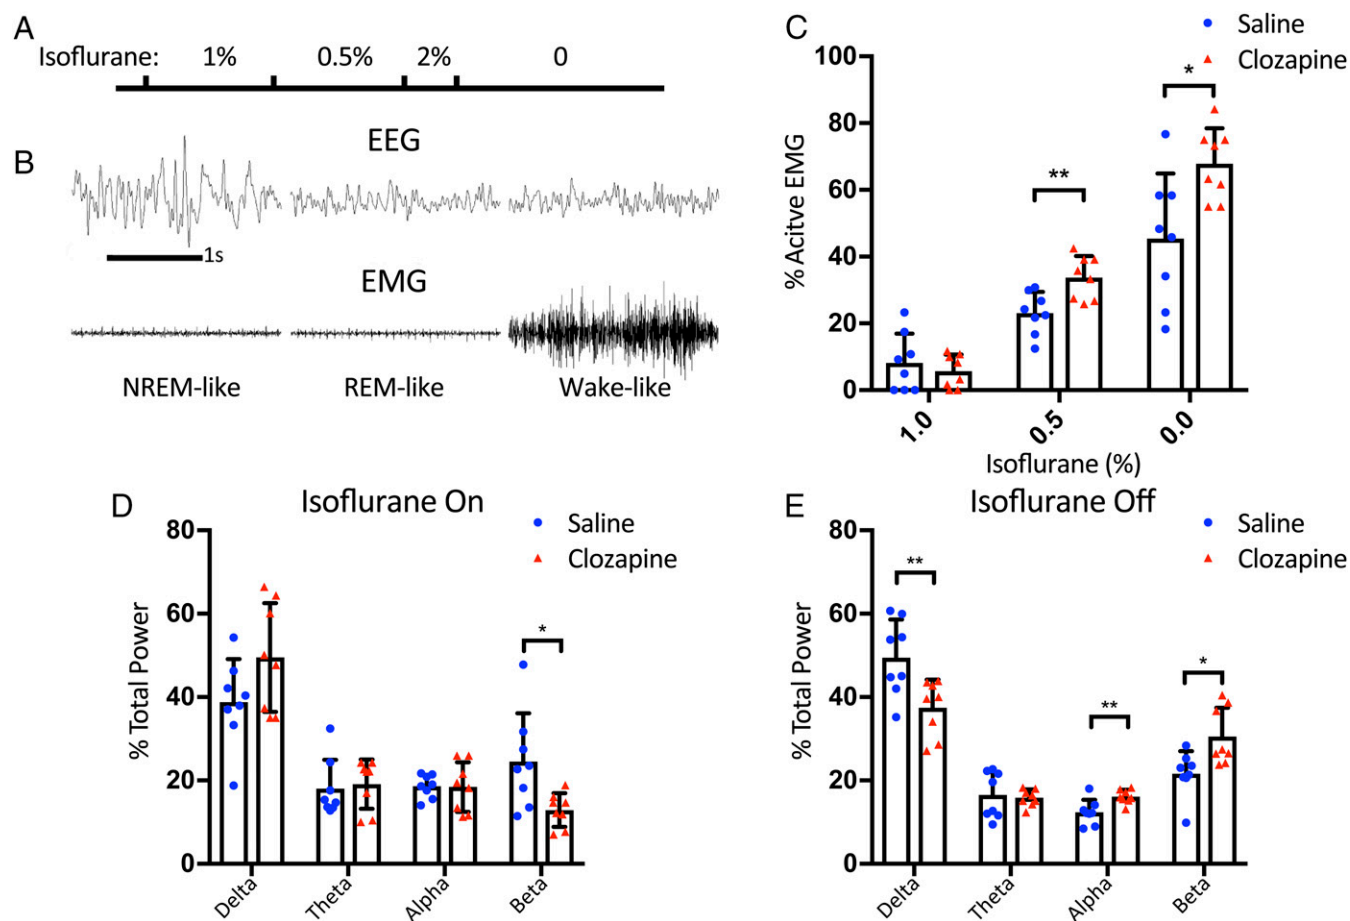 A
Isoflurane: 1% 0.5% 2% 0
B
EEG
1s
EMG
NREM-like REM-like Wake-like
C
Saline
Clozapine
% Acitve EMG
100
80
60
40
20
0
**
*
1.0 0.5 0.0
Isoflurane (%)
D
Isoflurane On
Saline
Clozapine
% Total Power
80
60
40
20
0
*
Delta Theta Alpha Beta
E
Isoflurane Off
Saline
Clozapine
% Total Power
80
60
40
20
0
**
**
*
Delta Theta Alpha Beta